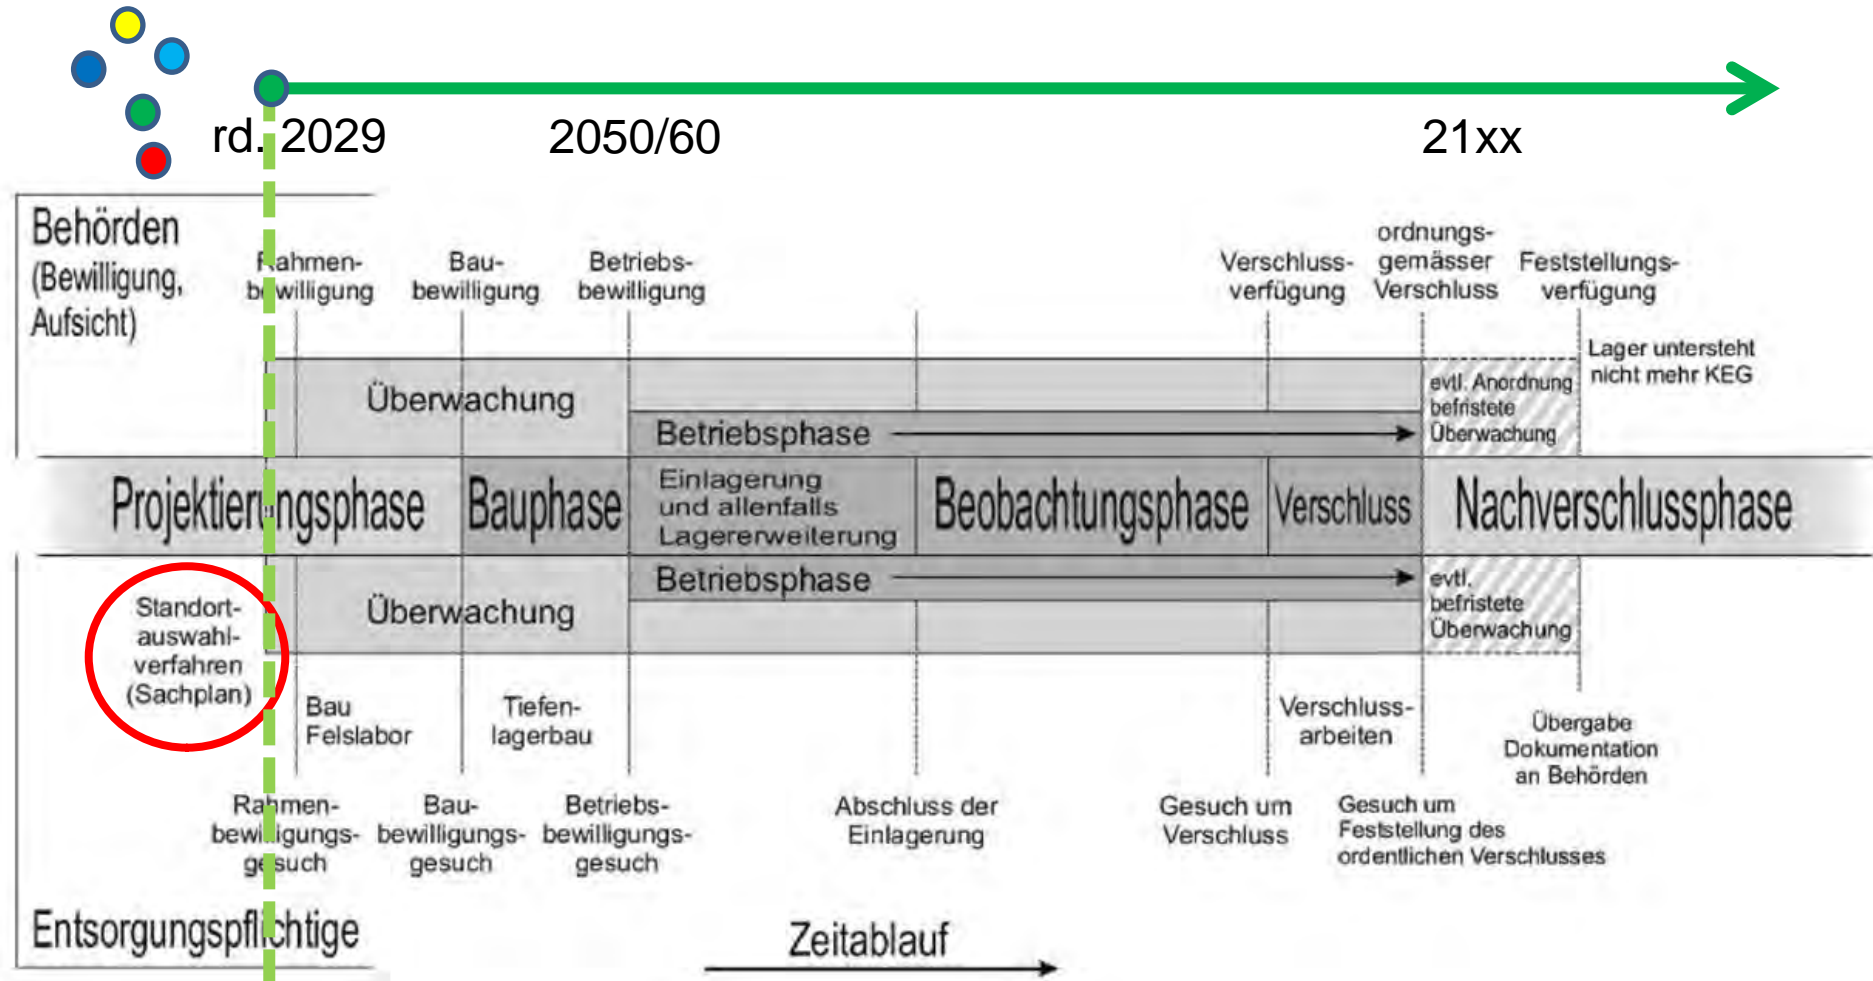 rd. 2029
2050/60
21xx
Behörden
(Bewilligung,
Aufsicht)
Rahmen-
bewilligung
Bau-
bewilligung
Betriebs-
bewilligung
Verschluss-
verfügung
ordnungs-
gemässer
Verschluss
Feststellungs-
verfügung
Lager untersteht
nicht mehr KEG
Überwachung
Betriebsphase
evtl. Anordnung
befristete
Überwachung
Projektierungsphase
Bauphase
Einlagerung
und allenfalls
Lagererweiterung
Beobachtungsphase
Verschluss
Nachverschlussphase
Überwachung
Betriebsphase
evtl.
befristete
Überwachung
Standort-
auswahl-
verfahren
(Sachplan)
Bau
Felslabor
Tiefen-
lagerbau
Verschluss-
arbeiten
Übergabe
Dokumentation
an Behörden
Rahmen-
bewilligungs-
gesuch
Bau-
bewilligungs-
gesuch
Betriebs-
bewilligungs-
gesuch
Abschluss der
Einlagerung
Gesuch um
Verschluss
Gesuch um
Feststellung des
ordentlichen Verschlusses
Entsorgungspflichtige
Zeitablauf